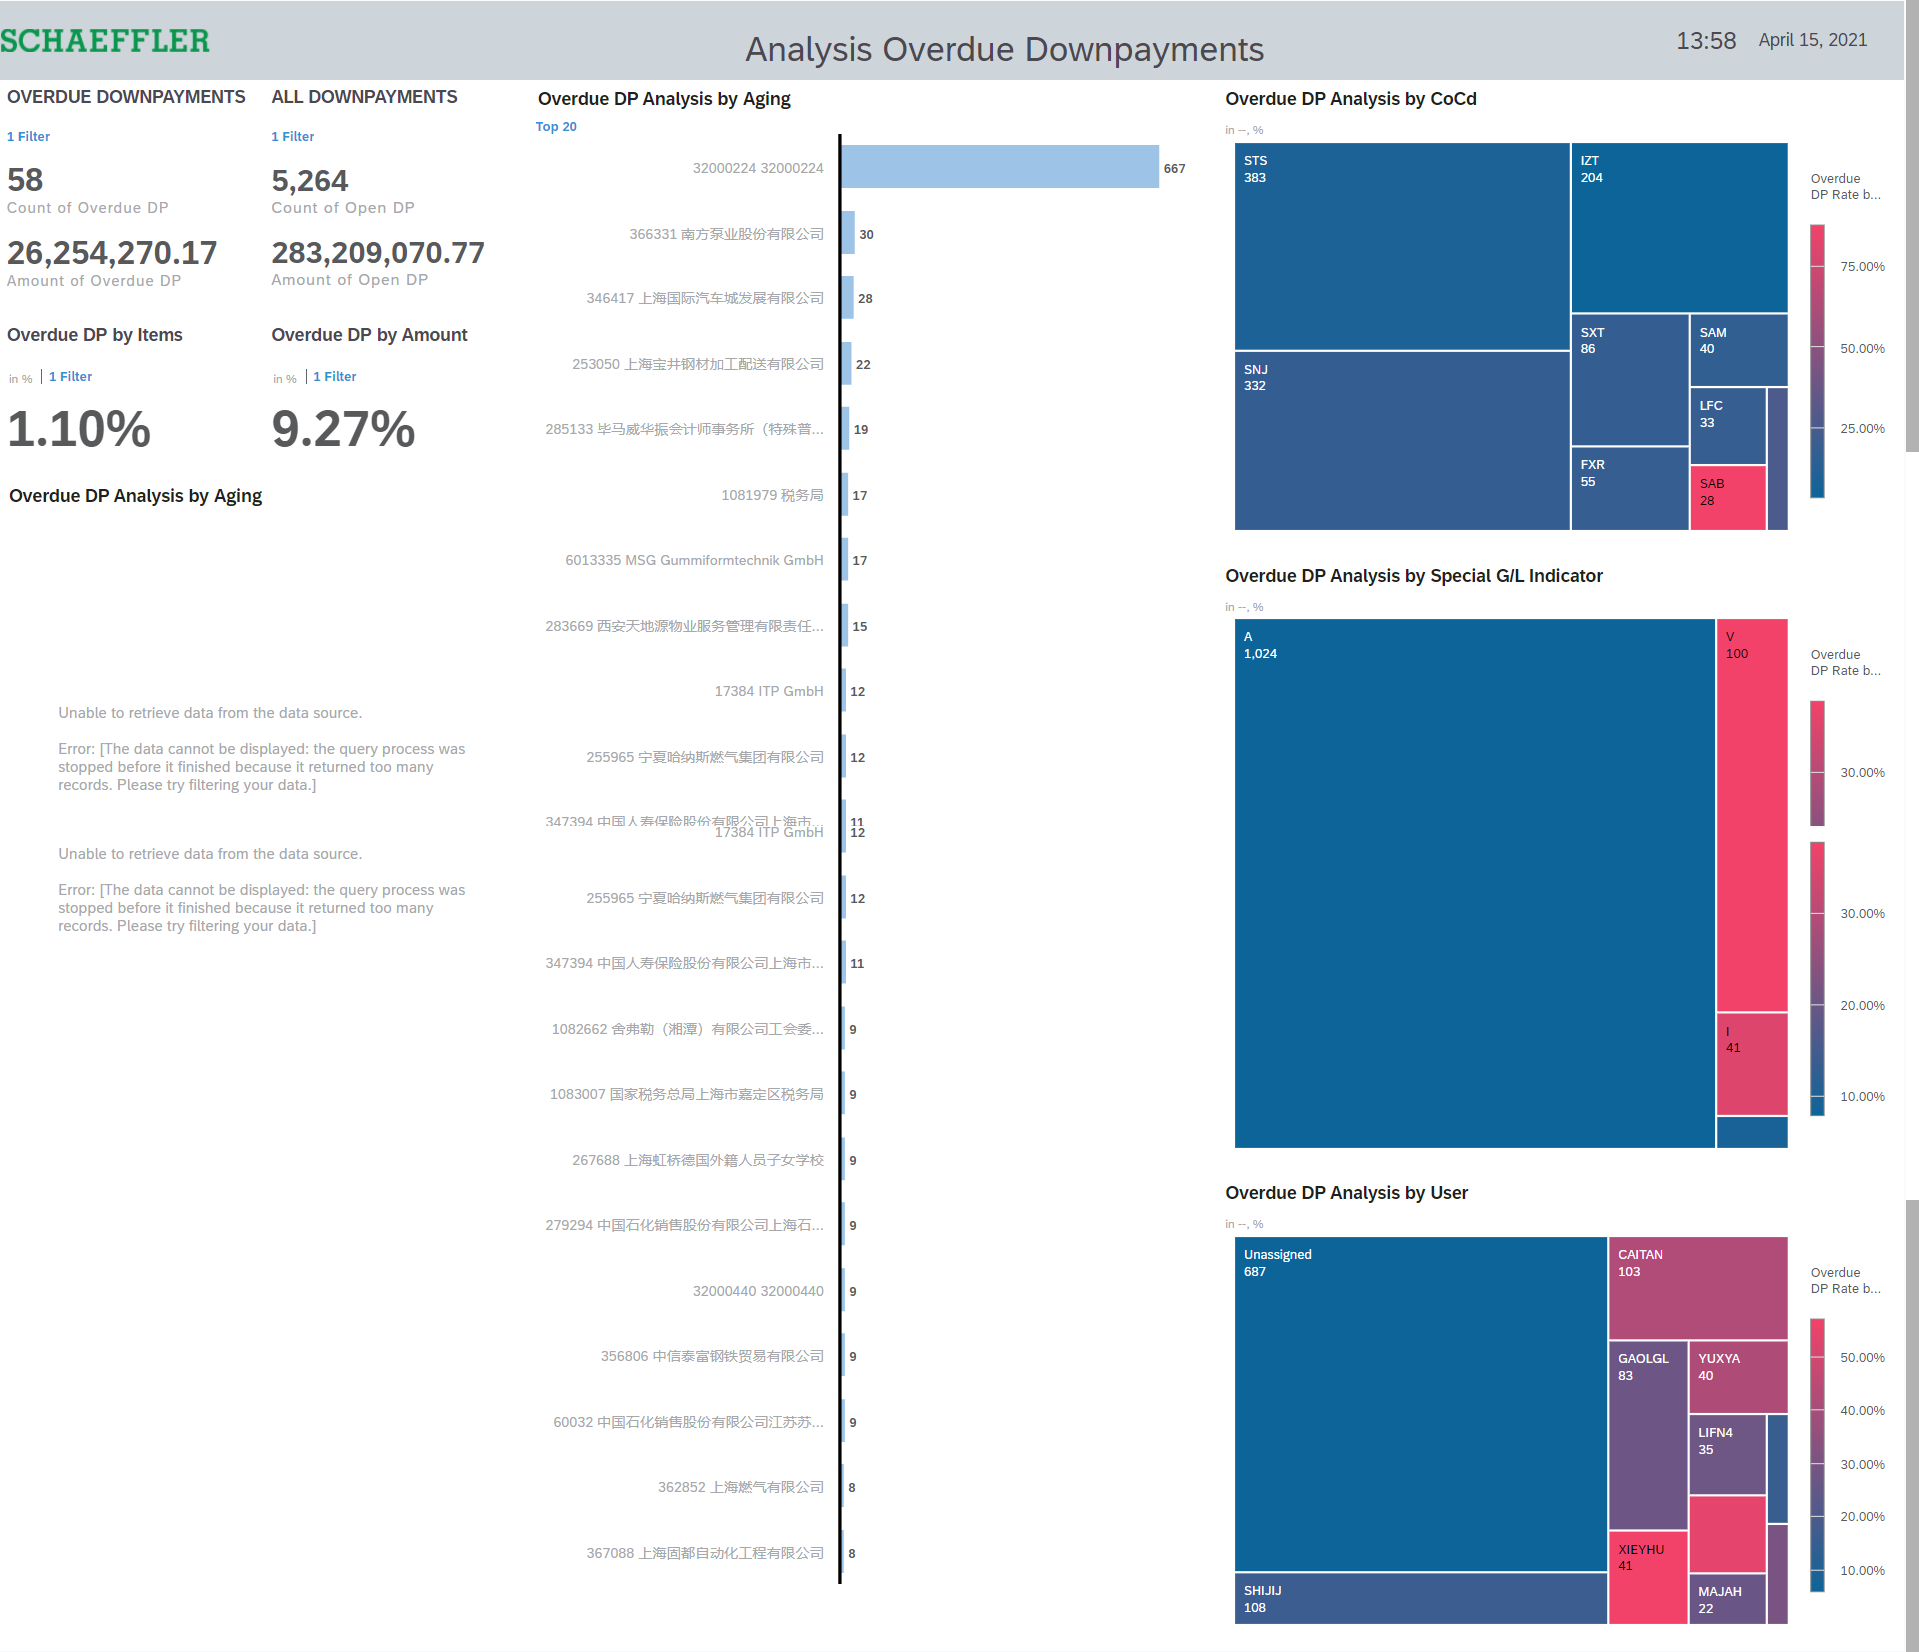 SCHAEFFLER
Analysis Overdue Downpayments
13:58 April 15, 2021
OVERDUE DOWNPAYMENTS
1 Filter
58
Count of Overdue DP
26,254,270.17
Amount of Overdue DP
ALL DOWNPAYMENTS
1 Filter
5,264
Count of Open DP
283,209,070.77
Amount of Open DP
Overdue DP by Items
in % 1 Filter
1.10%
Overdue DP by Amount
in % 1 Filter
9.27%
Overdue DP Analysis by Aging
Unable to retrieve data from the data source.
Error: [The data cannot be displayed: the query process was
stopped before it finished because it returned too many
records. Please try filtering your data.]
Unable to retrieve data from the data source.
Error: [The data cannot be displayed: the query process was
stopped before it finished because it returned too many
records. Please try filtering your data.]
Overdue DP Analysis by Aging
Top 20
32000224 32000224 667
366331 南方泵业股份有限公司 30
346417 上海国际汽车城发展有限公司 28
253050 上海宝井钢材加工配送有限公司 22
285133 毕马威华振会计师事务所（特殊普... 19
1081979 税务局 17
6013335 MSG Gummiformtechnik GmbH 17
283669 西安天地源物业服务管理有限责任... 15
17384 ITP GmbH 12
255965 宁夏哈纳斯燃气集团有限公司 12
347394 中国人寿保险股份有限公司上海市... 11
17384 ITP GmbH 12
255965 宁夏哈纳斯燃气集团有限公司 12
347394 中国人寿保险股份有限公司上海市... 11
1082662 舍弗勒（湘潭）有限公司工会委... 9
1083007 国家税务总局上海市嘉定区税务局 9
267688 上海虹桥德国外籍人员子女学校 9
279294 中国石化销售股份有限公司上海石... 9
32000440 32000440 9
356806 中信泰富钢铁贸易有限公司 9
60032 中国石化销售股份有限公司江苏苏... 9
362852 上海燃气有限公司 8
367088 上海固都自动化工程有限公司 8
Overdue DP Analysis by CoCd
in --, %
STS
383
IZT
204
SNJ
332
SXT
86
SAM
40
LFC
33
FXR
55
SAB
28
Overdue
DP Rate b...
75.00%
50.00%
25.00%
Overdue DP Analysis by Special G/L Indicator
in --, %
A
1,024
V
100
I
41
Overdue
DP Rate b...
30.00%
30.00%
20.00%
10.00%
Overdue DP Analysis by User
in --, %
Unassigned
687
CAITAN
103
GAOLGL
83
YUXYA
40
LIFN4
35
XIEYHU
41
MAJAH
22
SHIJIJ
108
Overdue
DP Rate b...
50.00%
40.00%
30.00%
20.00%
10.00%